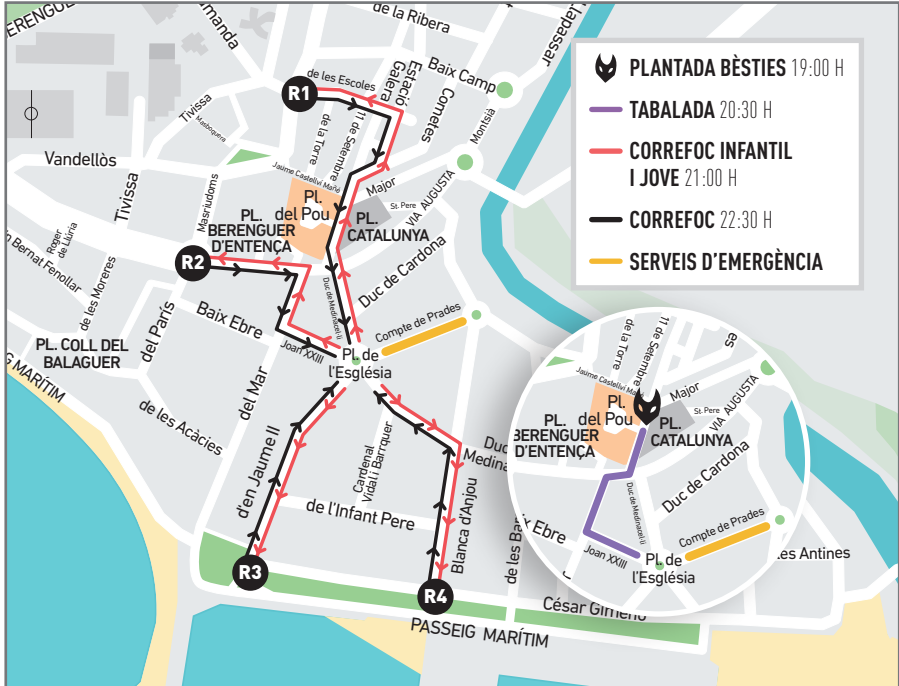 BERENGUER
de la Ribera
R1
de les Escoles
Estació
Galera
Baix Camp
Cometes
Montsià
Tivissa
Masboquera
de la Torre
11 de Setembre
Vandellòs
Jaume Castellvi Mañé
Major
St. Pere
VIA AUGUSTA
Tivissa
Masriudoms
Pl.
del Pou
PL.
BERENGUER
D'ENTENÇA
PL.
CATALUNYA
Roger
de Llúria
Bernat Fenollar
de les Moreres
R2
Duc de Medinaceli
Duc de Cardona
Baix Ebre
Compte de Prades
PL. COLL DEL
BALAGUER
del París
Joan XXIII
Pl. de
l'Església
del Mar
MARÍTIM
de les Acàcies
d'en Jaume II
Cardenal
Vidal i Barraquer
Duc
de l'Infant Pere
Blanca d'Anjou
R3
R4
César Gimeno
PASSEIG MARÍTIM
PLANTADA BÈSTIES 19:00 H
TABALADA 20:30 H
CORREFOC INFANTIL
I JOVE 21:00 H
CORREFOC 22:30 H
SERVEIS D'EMERGÈNCIA
de la Torre
11 de Setembre
Jaume Castellvi Mañé
Major
St. Pere
VIA AUGUSTA
Pl.
del Pou
PL.
BERENGUER
D'ENTENÇA
PL.
CATALUNYA
Duc de Medinaceli
Duc de Cardona
Ebre
Compte de Prades
Joan XXIII
Pl. de
l'Església
les Antines